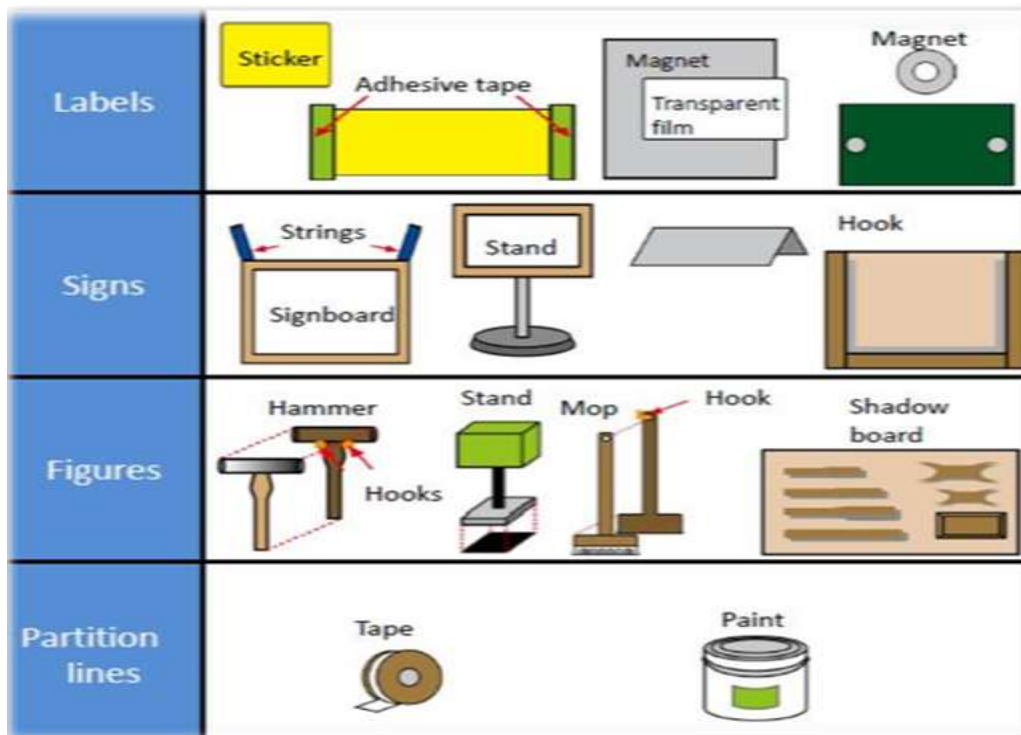 Labels
Sticker
Adhesive tape
Magnet
Transparent
film
Magnet
Signs
Strings
Signboard
Stand
Hook
Figures
Hammer
Hooks
Stand
Mop
Hook
Shadow
board
Partition
lines
Tape
Paint